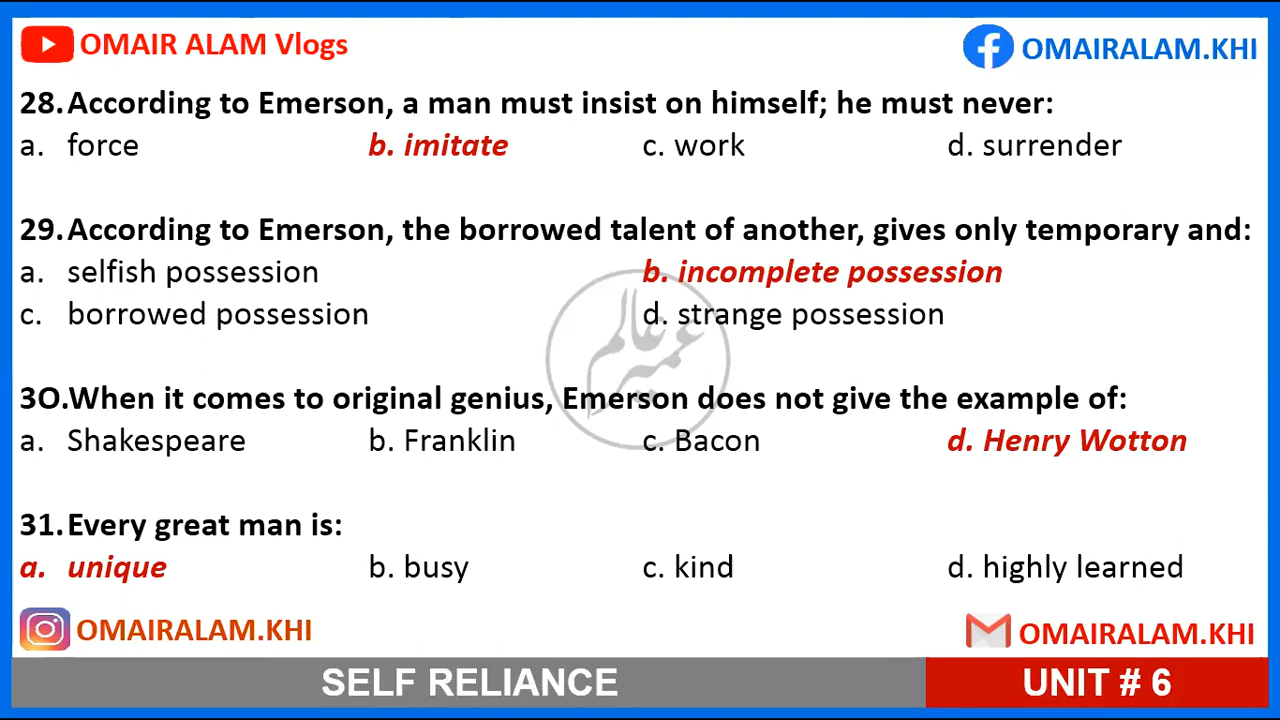 OMAIR ALAM Vlogs OMAIRALAM.KHI
28. According to Emerson, a man must insist on himself; he must never:
a. force b. imitate c. work d. surrender
29. According to Emerson, the borrowed talent of another, gives only temporary and:
a. selfish possession b. incomplete possession
c. borrowed possession d. strange possession
عمیر عالم
3O.When it comes to original genius, Emerson does not give the example of:
a. Shakespeare b. Franklin c. Bacon d. Henry Wotton
31. Every great man is:
a. unique b. busy c. kind d. highly learned
OMAIRALAM.KHI OMAIRALAM.KHI
SELF RELIANCE UNIT # 6